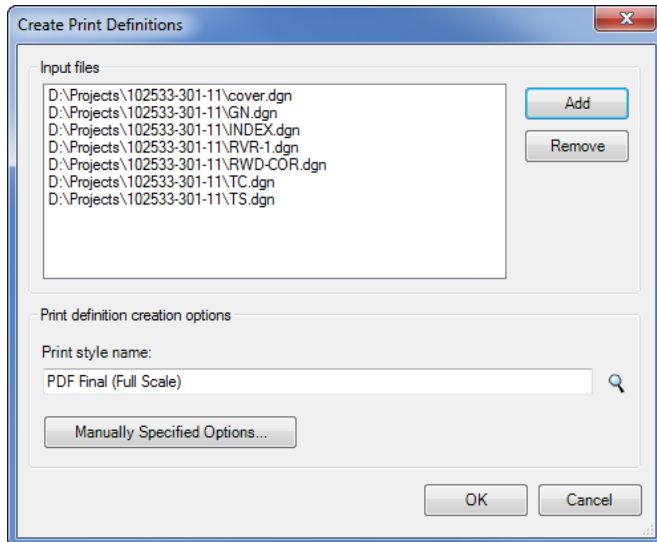 Create Print Definitions
Input files
D:\Projects\102533-301-11\cover.dgn
D:\Projects\102533-301-11\GN.dgn
D:\Projects\102533-301-11\INDEX.dgn
D:\Projects\102533-301-11\RVR-1.dgn
D:\Projects\102533-301-11\RWD-COR.dgn
D:\Projects\102533-301-11\TC.dgn
D:\Projects\102533-301-11\TS.dgn
Add
Remove
Print definition creation options
Print style name:
PDF Final (Full Scale)
Manually Specified Options...
OK
Cancel